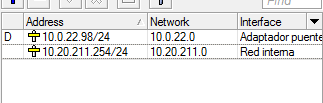 Find
Address Network Interface
D 10.0.22.98/24 10.0.22.0 Adaptador puente
10.20.211.254/24 10.20.211.0 Red interna